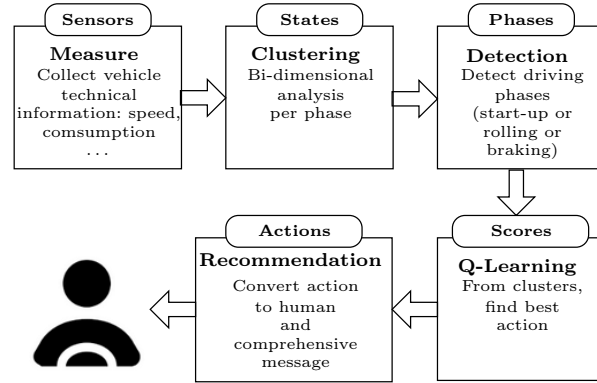 Sensors
Measure
Collect vehicle
technical
information: speed,
comsumption
...
States
Clustering
Bi-dimensional
analysis
per phase
Phases
Detection
Detect driving
phases
(start-up or
rolling or
braking)
Scores
Q-Learning
From clusters,
find best
action
Actions
Recommendation
Convert action
to human
and
comprehensive
message